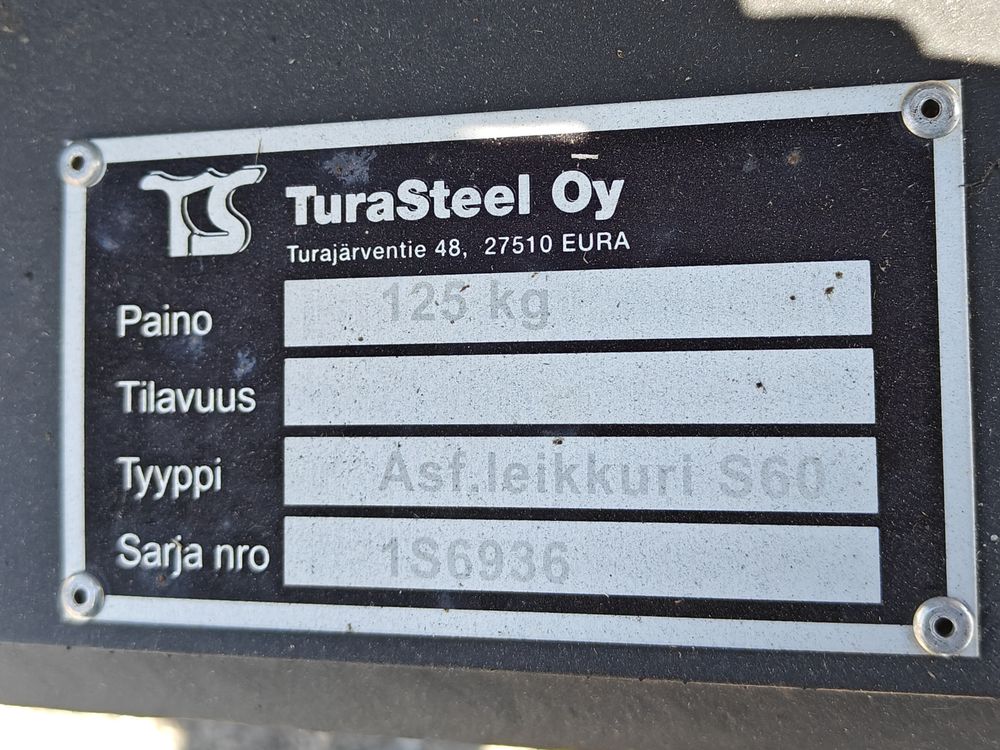 TS
TuraSteel Oy
Turajärventie 48, 27510 EURA
Paino 125 kg
Tilavuus
Tyyppi Asf.leikkuri S60
Sarja nro 1S6936